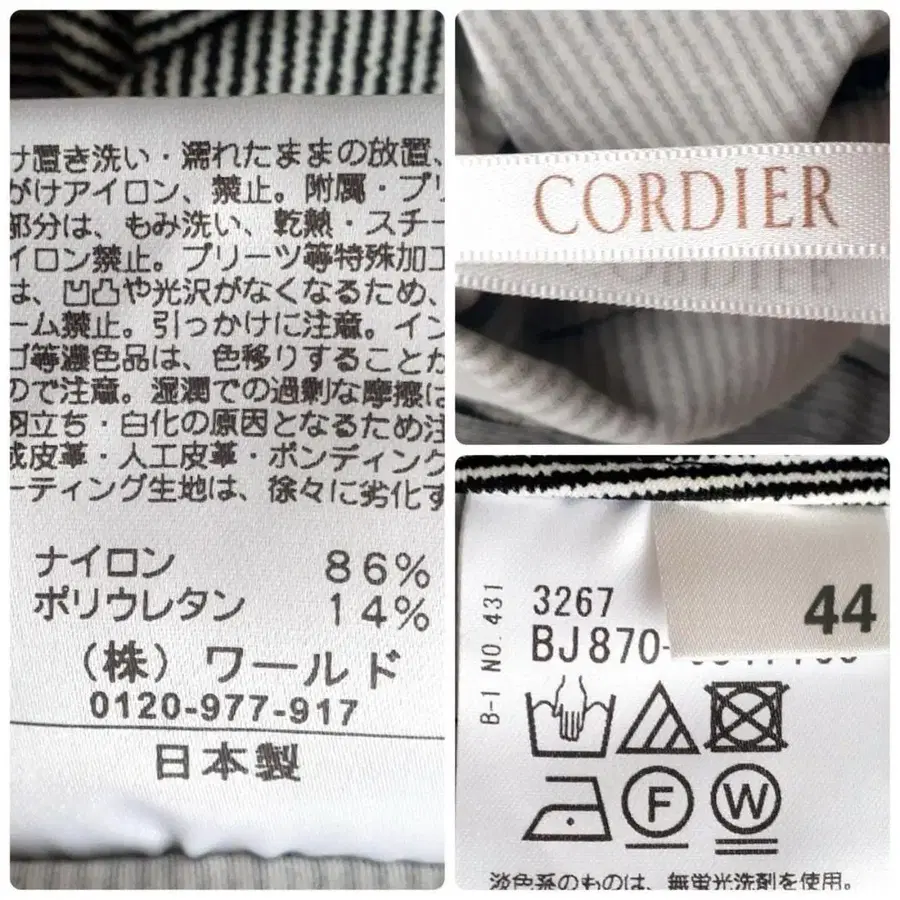 け置き洗い・濡れたままの放置、
がけアイロン、禁止。附属・プリ
部分は、もみ洗い、乾熱・スチー
イロン禁止。プリーツ等特殊加工
は、凹凸や光沢がなくなるため、
ーム禁止。引っかけに注意。イン
ゴ等濃色品は、色移りすることが
ので注意。湿潤での過剰な摩擦は
羽立ち・白化の原因となるため注
成皮革・人工皮革・ボンディング
ーティング生地は、徐々に劣化す
ナイロン 86%
ポリウレタン 14%
(株) ワールド
0120-977-917
日本製
CORDIER
CORDIER
B-1 NO. 431
3267
BJ870-
44
F
W
淡色系のものは、無蛍光洗剤を使用。